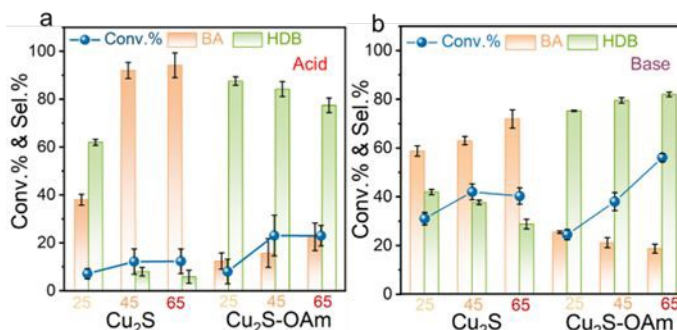 a
Conv.% BA HDB
Acid
Conv.% & Sel.%
100
80
60
40
20
0
25 45 65 25 45 65
Cu₂S Cu₂S-OAm
b
Conv.% BA HDB
Base
Conv.% & Sel.%
100
80
60
40
20
0
25 45 65 25 45 65
Cu₂S Cu₂S-OAm